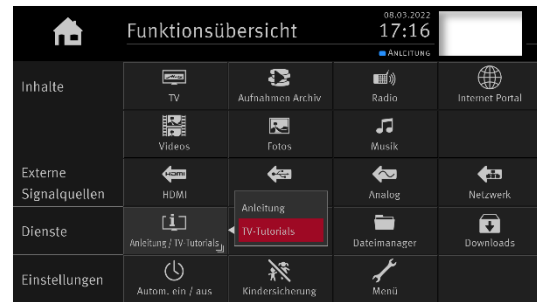 08.03.2022
Funktionsübersicht 17:16
ANLEITUNG
Inhalte
TV Aufnahmen Archiv Radio Internet Portal
Videos Fotos Musik
Externe
Signalquellen
HDMI Analog Netzwerk
Anleitung
Dienste
TV-Tutorials
Anleitung / TV-Tutorials Dateimanager Downloads
Einstellungen
Autom. ein / aus Kindersicherung Menü